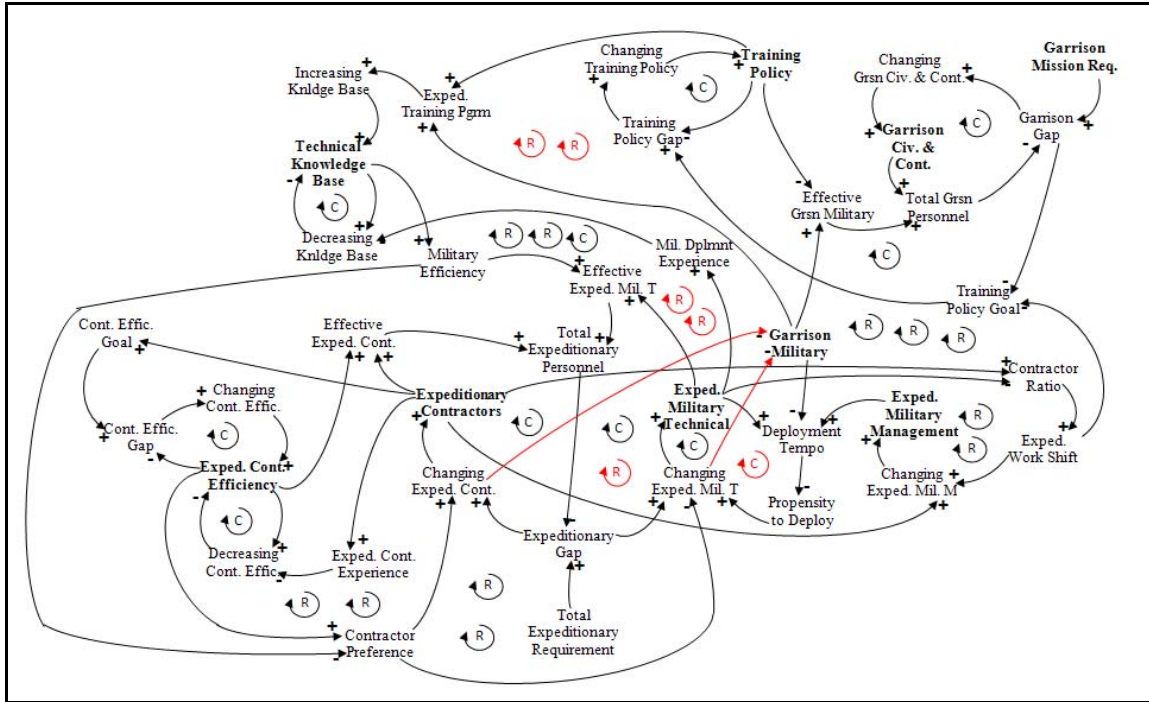 Changing
Training Policy
Training
Policy
Changing
Grsn Civ. & Cont.
Garrison
Mission Req.
Increasing
Knldge Base
Exped.
Training Pgrm
Training
Policy Gap
Garrison
Civ. &
Cont.
Garrison
Gap
Technical
Knowledge
Base
Effective
Grsn Military
Total Grsn
Personnel
Decreasing
Knldge Base
Military
Efficiency
Effective
Exped. Mil. T
Mil. Dplmnt
Experience
Training
Policy Goal
Cont. Effic.
Goal
Effective
Exped. Cont.
Total
Expeditionary
Personnel
Garrison
Military
Contractor
Ratio
Changing
Cont. Effic.
Expeditionary
Contractors
Exped.
Military
Technical
Exped.
Military
Management
Cont. Effic.
Gap
Deployment
Tempo
Exped.
Work Shift
Exped. Cont.
Efficiency
Changing
Exped. Cont.
Changing
Exped. Mil. T
Changing
Exped. Mil. M
Propensity
to Deploy
Decreasing
Cont. Effic.
Exped. Cont.
Experience
Expeditionary
Gap
Contractor
Preference
Total
Expeditionary
Requirement
C
C
R R
C
R R C
C
R
R
R R R
C
C
C
C
R
R
R
C
C
R R
R
R